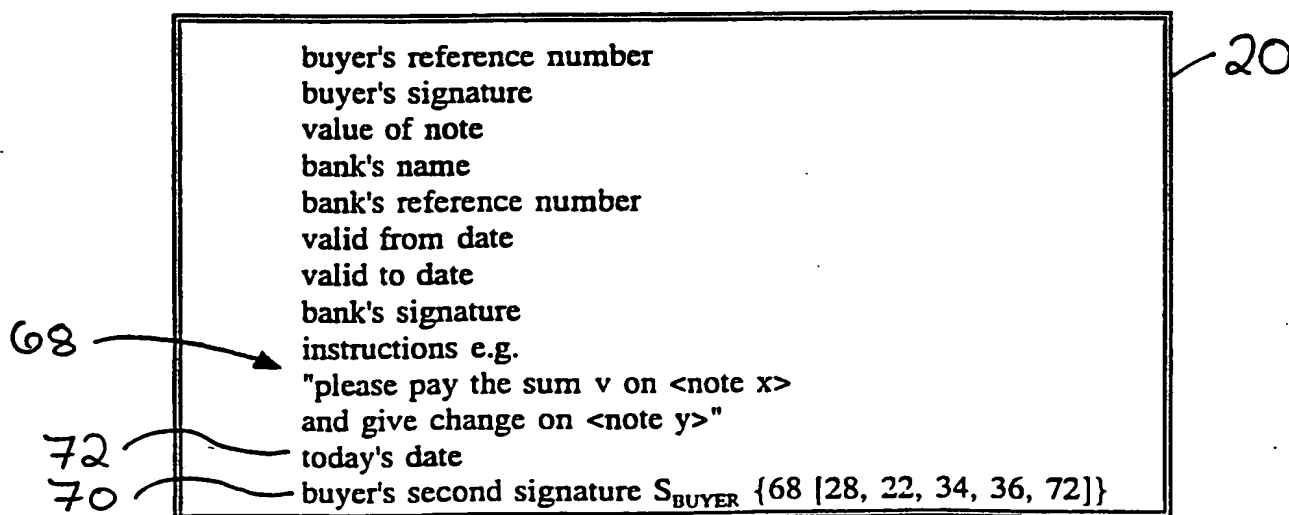 buyer's reference number
20
buyer's signature
value of note
bank's name
bank's reference number
valid from date
valid to date
bank's signature
68
instructions e.g.
"please pay the sum v on <note x>
and give change on <note y>"
72
today's date
70
buyer's second signature S_BUYER {68 [28, 22, 34, 36, 72]}